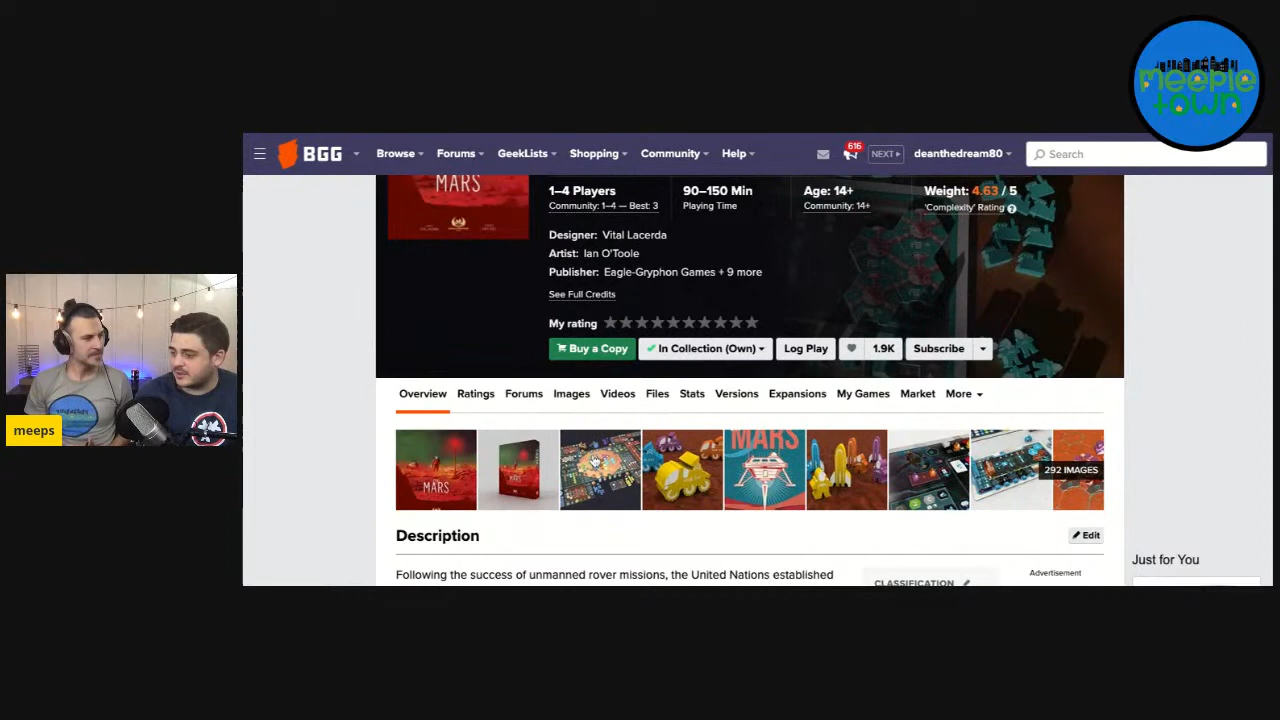 meeple
town
BGG
Browse
Forums
GeekLists
Shopping
Community
Help
616
NEXT
deanthedream80
Search
MARS
1–4 Players
Community: 1–4 — Best: 3
90–150 Min
Playing Time
Age: 14+
Community: 14+
Weight: 4.63 / 5
'Complexity' Rating
Designer: Vital Lacerda
Artist: Ian O'Toole
Publisher: Eagle-Gryphon Games + 9 more
See Full Credits
My rating
Buy a Copy
In Collection (Own)
Log Play
1.9K
Subscribe
Overview
Ratings
Forums
Images
Videos
Files
Stats
Versions
Expansions
My Games
Market
More
MARS
MARS
292 IMAGES
meeps
Description
Edit
Just for You
Following the success of unmanned rover missions, the United Nations established
CLASSIFICATION
Advertisement